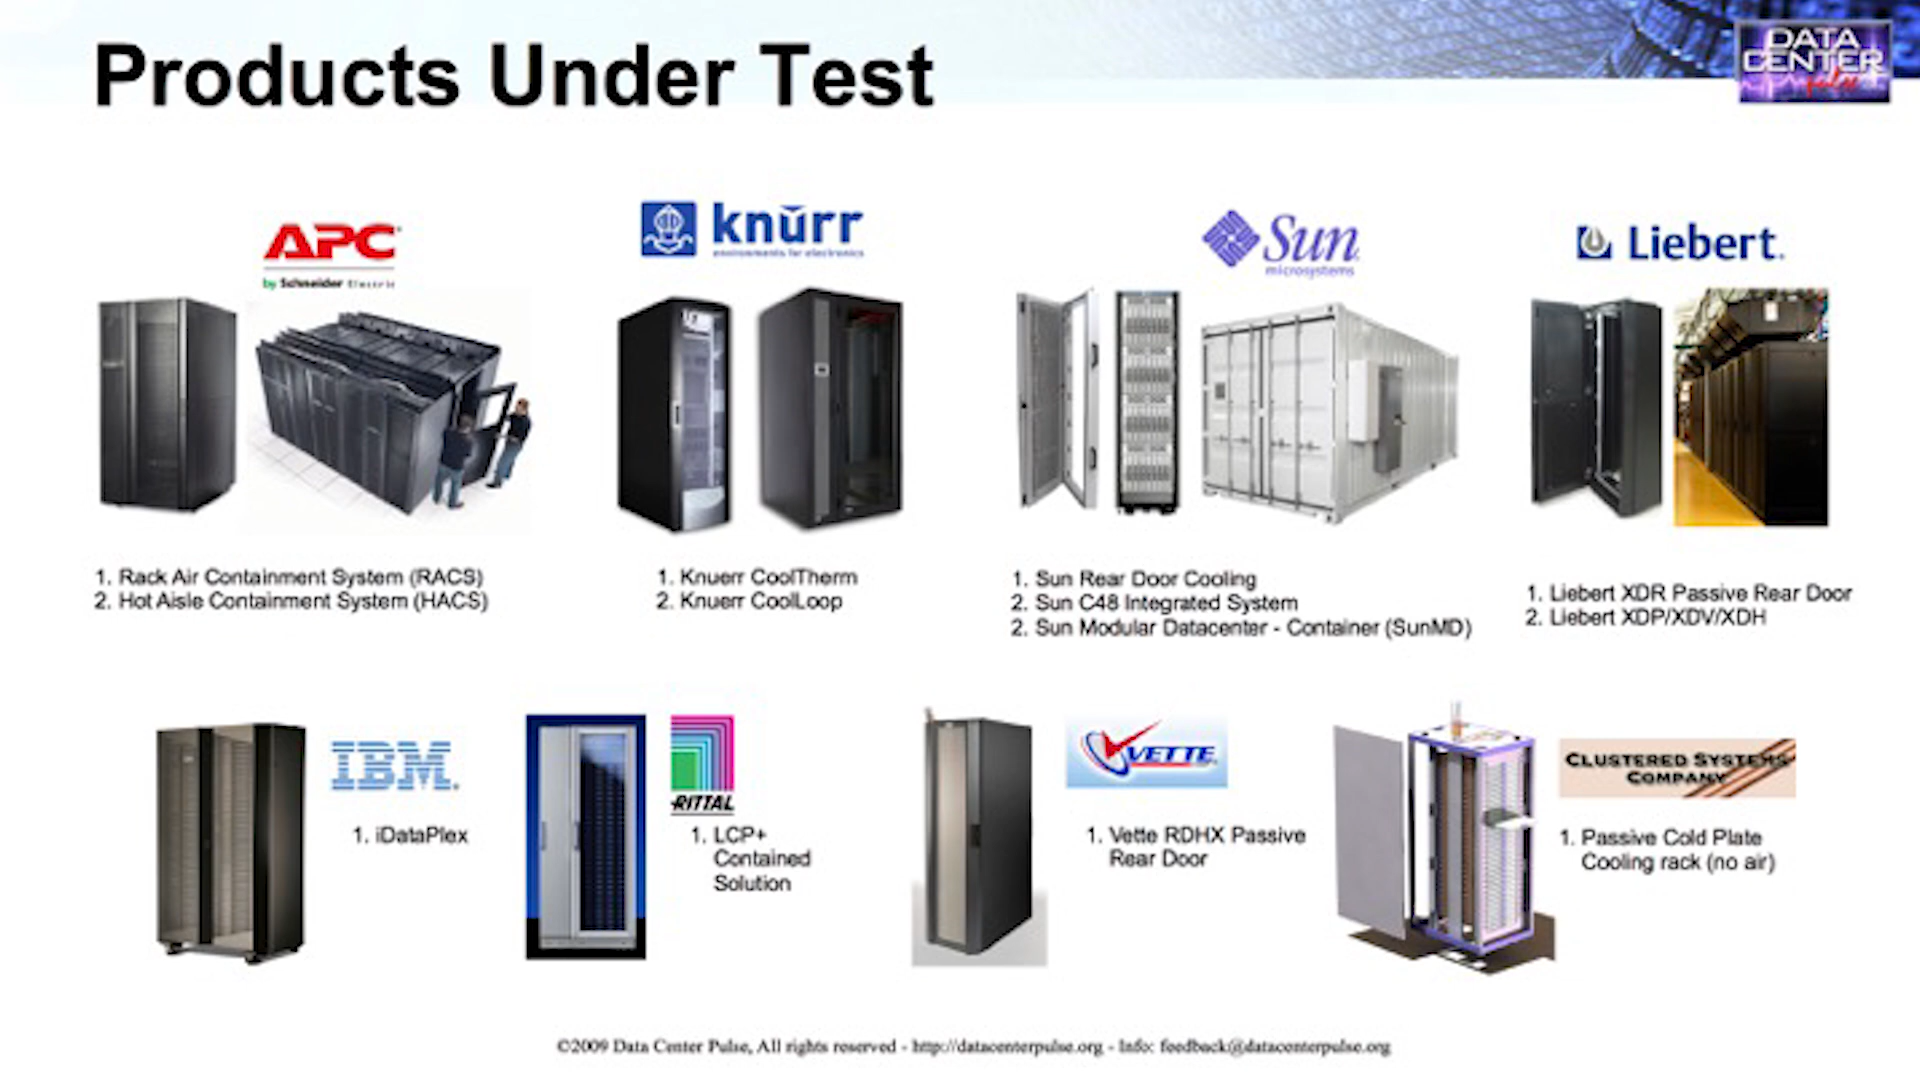 Products Under Test
DATA
CENTER
pulse
APC
by Schneider Electric
knürr
environments for electronics
Sun
microsystems
Liebert.
1. Rack Air Containment System (RACS)
2. Hot Aisle Containment System (HACS)
1. Knuerr CoolTherm
2. Knuerr CoolLoop
1. Sun Rear Door Cooling
2. Sun C48 Integrated System
2. Sun Modular Datacenter - Container (SunMD)
1. Liebert XDR Passive Rear Door
2. Liebert XDP/XDV/XDH
IBM.
1. iDataPlex
RITTAL
1. LCP+
Contained
Solution
VETTE
1. Vette RDHX Passive
Rear Door
CLUSTERED SYSTEMS
COMPANY
1. Passive Cold Plate
Cooling rack (no air)
©2009 Data Center Pulse, All rights reserved - http://datacenterpulse.org - Info: feedback@datacenterpulse.org